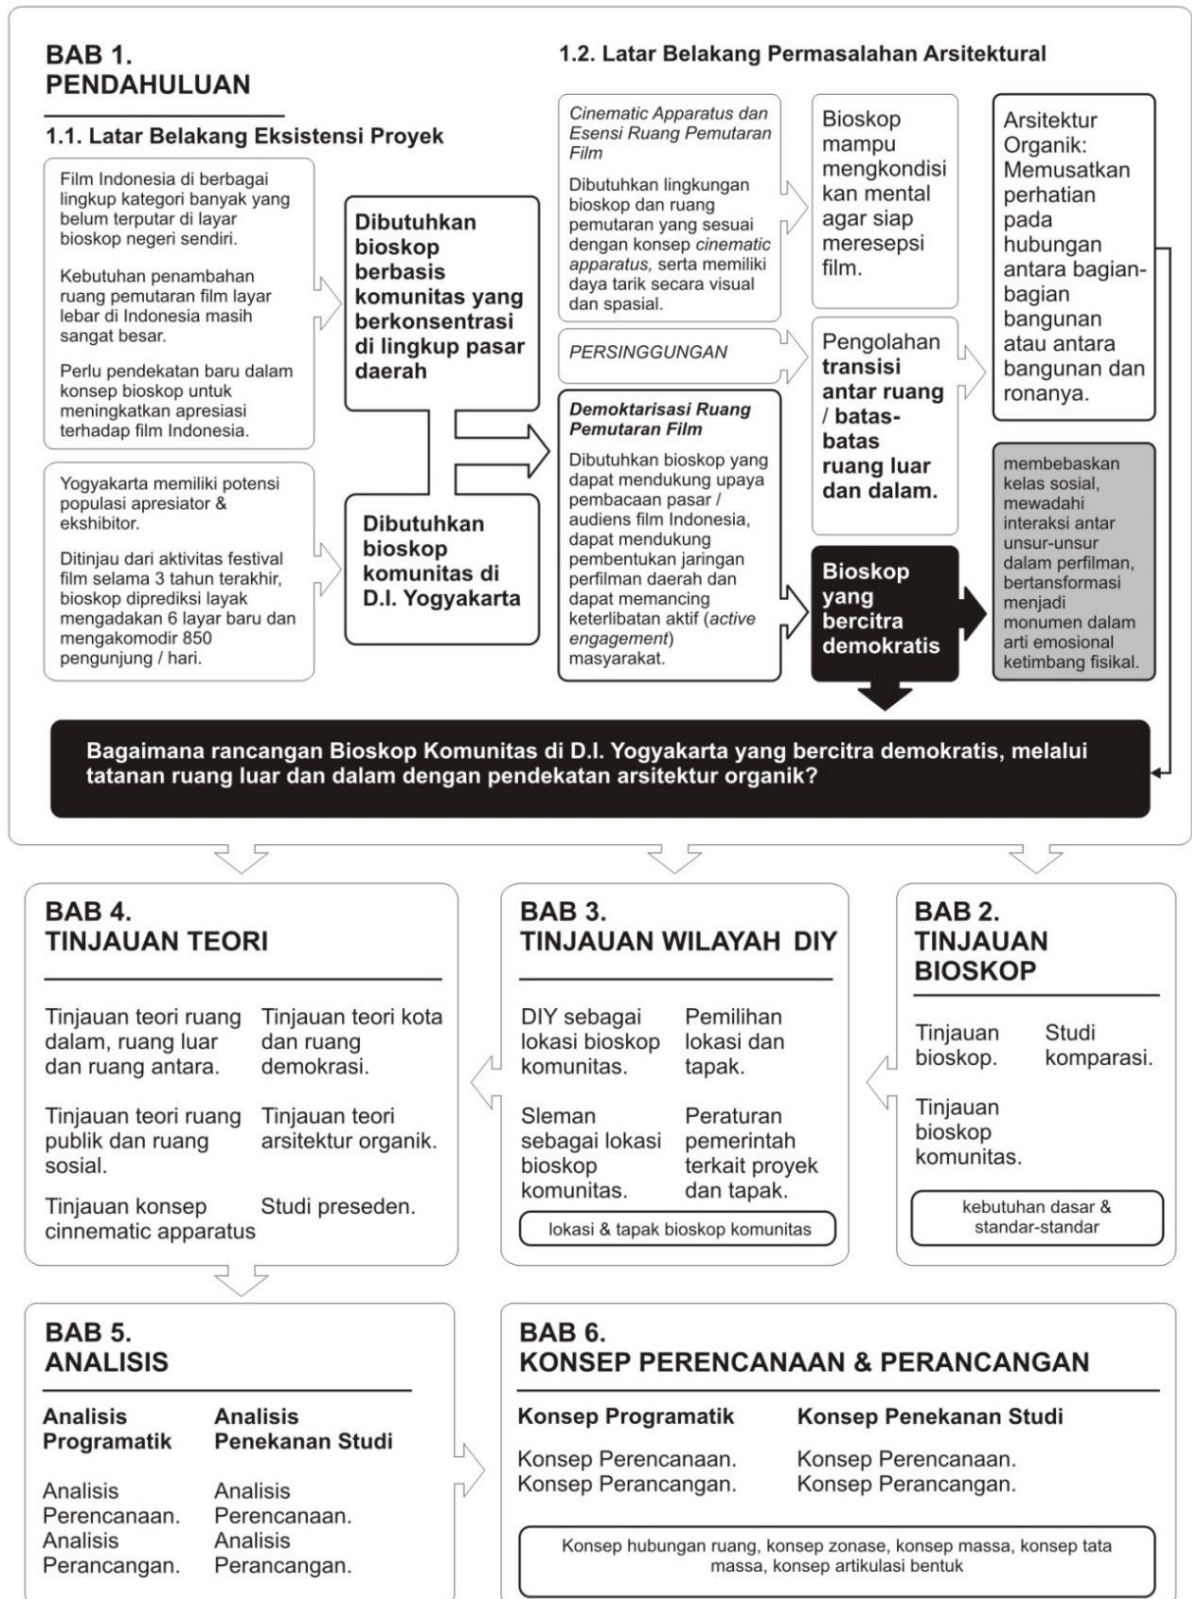 BAB 1.
PENDAHULUAN
1.1. Latar Belakang Eksistensi Proyek
Film Indonesia di berbagai
lingkup kategori banyak yang
belum terputar di layar
bioskop negeri sendiri.
Kebutuhan penambahan
ruang pemutaran film layar
lebar di Indonesia masih
sangat besar.
Perlu pendekatan baru dalam
konsep bioskop untuk
meningkatkan apresiasi
terhadap film Indonesia.
Yogyakarta memiliki potensi
populasi apresiator &
ekshibitor.
Ditinjau dari aktivitas festival
film selama 3 tahun terakhir,
bioskop diprediksi layak
mengadakan 6 layar baru dan
mengakomodir 850
pengunjung / hari.
Dibutuhkan
bioskop
berbasis
komunitas yang
berkonsentrasi
di lingkup pasar
daerah
Dibutuhkan
bioskop
komunitas di
D.I. Yogyakarta
1.2. Latar Belakang Permasalahan Arsitektural
Cinematic Apparatus dan
Esensi Ruang Pemutaran
Film
Dibutuhkan lingkungan
bioskop dan ruang
pemutaran yang sesuai
dengan konsep cinematic
apparatus, serta memiliki
daya tarik secara visual
dan spasial.
PERSINGGUNGAN
Demoktarisasi Ruang
Pemutaran Film
Dibutuhkan bioskop yang
dapat mendukung upaya
pembacaan pasar /
audiens film Indonesia,
dapat mendukung
pembentukan jaringan
perfilman daerah dan
dapat memancing
keterlibatan aktif (active
engagement)
masyarakat.
Bioskop
mampu
mengkondisi
kan mental
agar siap
meresepsi
film.
Pengolahan
transisi
antar ruang
/ batas-
batas
ruang luar
dan dalam.
Bioskop
yang
bercitra
demokratis
Arsitektur
Organik:
Memusatkan
perhatian
pada
hubungan
antara bagian-
bagian
bangunan
atau antara
bangunan dan
ronanya.
membebaskan
kelas sosial,
mewadahi
interaksi antar
unsur-unsur
dalam perfilman,
bertansformasi
menjadi
monumen dalam
arti emosional
ketimbang fisikal.
Bagaimana rancangan Bioskop Komunitas di D.I. Yogyakarta yang bercitra demokratis, melalui
tatanan ruang luar dan dalam dengan pendekatan arsitektur organik?
BAB 4.
TINJAUAN TEORI
Tinjauan teori ruang
dalam, ruang luar
dan ruang antara.
Tinjauan teori kota
dan ruang
demokrasi.
Tinjauan teori ruang
publik dan ruang
sosial.
Tinjauan teori
arsitektur organik.
Tinjauan konsep
cinnematic apparatus
Studi preseden.
BAB 3.
TINJAUAN WILAYAH DIY
DIY sebagai
lokasi bioskop
komunitas.
Pemilihan
lokasi dan
tapak.
Sleman
sebagai lokasi
bioskop
komunitas.
Peraturan
pemerintah
terkait proyek
dan tapak.
lokasi & tapak bioskop komunitas
BAB 2.
TINJAUAN
BIOSKOP
Tinjauan
bioskop.
Studi
komparasi.
Tinjauan
bioskop
komunitas.
kebutuhan dasar &
standar-standar
BAB 5.
ANALISIS
Analisis
Programatik
Analisis
Perencanaan.
Analisis
Perancangan.
Analisis
Penekanan Studi
Analisis
Perencanaan.
Analisis
Perancangan.
BAB 6.
KONSEP PERENCANAAN & PERANCANGAN
Konsep Programatik
Konsep Perencanaan.
Konsep Perancangan.
Konsep Penekanan Studi
Konsep Perencanaan.
Konsep Perancangan.
Konsep hubungan ruang, konsep zonase, konsep massa, konsep tata
massa, konsep artikulasi bentuk